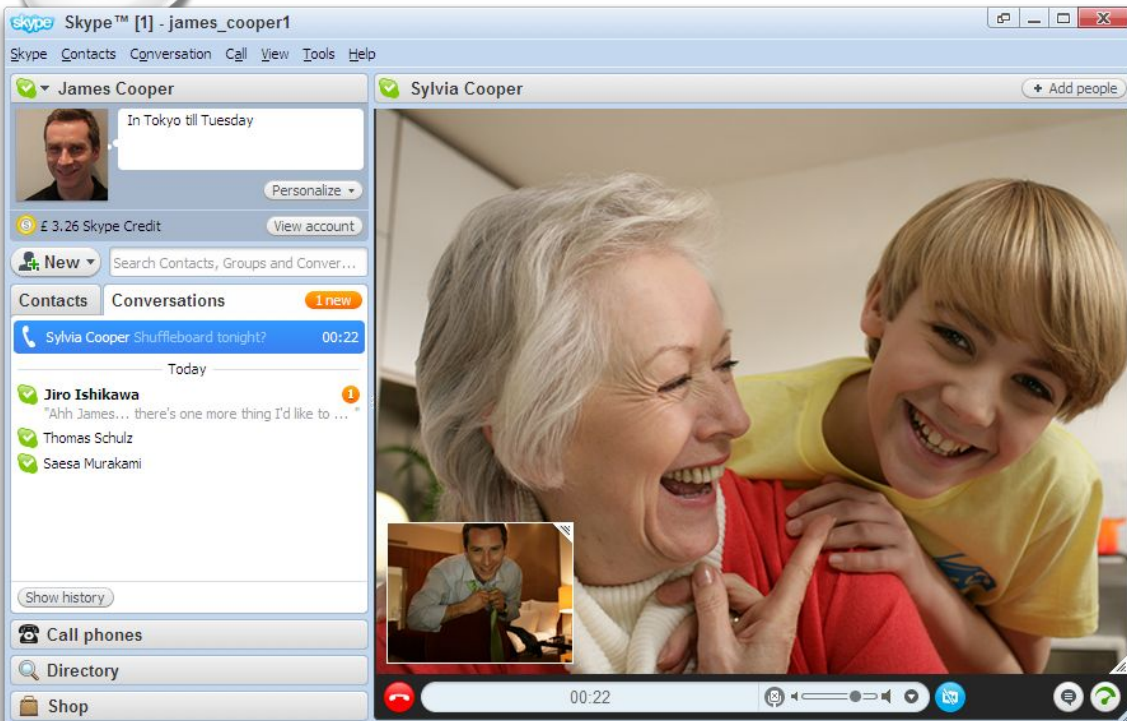 skype Skype™ [1] - james_cooper1
Skype Contacts Conversation Call View Tools Help
James Cooper
In Tokyo till Tuesday
Personalize
S £ 3.26 Skype Credit View account
New Search Contacts, Groups and Conver...
Contacts Conversations 1 new
Sylvia Cooper Shuffleboard tonight? 00:22
Today
Jiro Ishikawa 1
"Ahh James... there's one more thing I'd like to ... "
Thomas Schulz
Saesa Murakami
Show history
Call phones
Directory
Shop
Sylvia Cooper + Add people
00:22